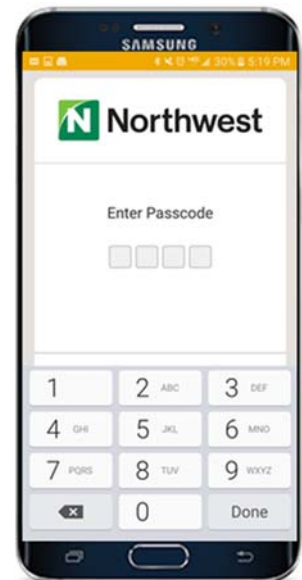 SAMSUNG
30% 5:19 PM
Northwest
Enter Passcode
1
2 ABC
3 DEF
4 GHI
5 JKL
6 MNO
7 PQRS
8 TUV
9 WXYZ
0
Done